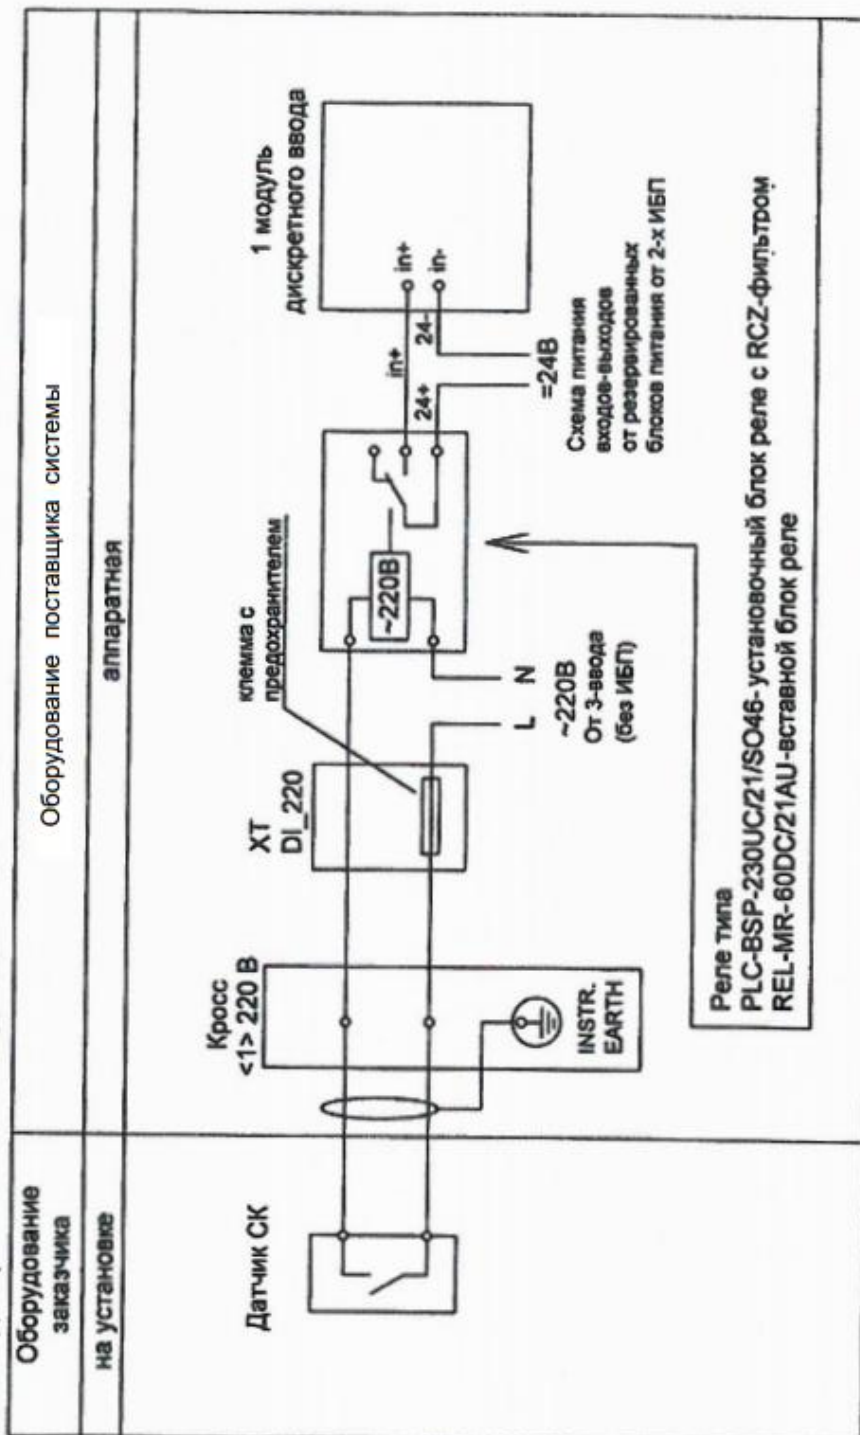 Оборудование
заказчика
Оборудование поставщика системы
на установке
аппаратная
Датчик СК
Кросс
<1> 220 В
INSTR.
EARTH
XT
DI_220
клемма с
предохранителем
L N
~220В
От 3-ввода
(без ИБП)
~220В
in+
24+
24-
in+
in-
1 модуль
дискретного ввода
=24В
Схема питания
входов-выходов
от резервированных
блоков питания от 2-х ИБП
Реле типа
PLC-BSP-230UC/21/SO46- установочный блок реле с RCZ-фильтром
REL-MR-60DC/21AU -вставной блок реле